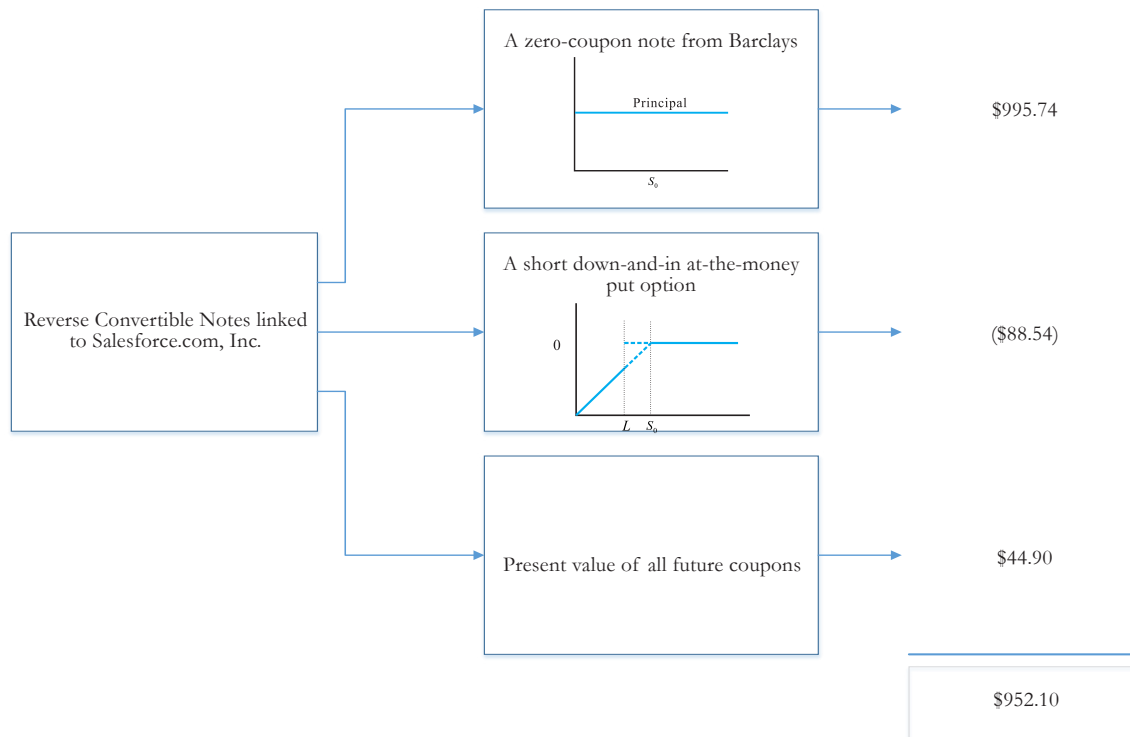 A zero-coupon note from Barclays
Principal
S₀
$995.74
Reverse Convertible Notes linked
to Salesforce.com, Inc.
A short down-and-in at-the-money
put option
0
L S₀
($88.54)
Present value of all future coupons
$44.90
$952.10